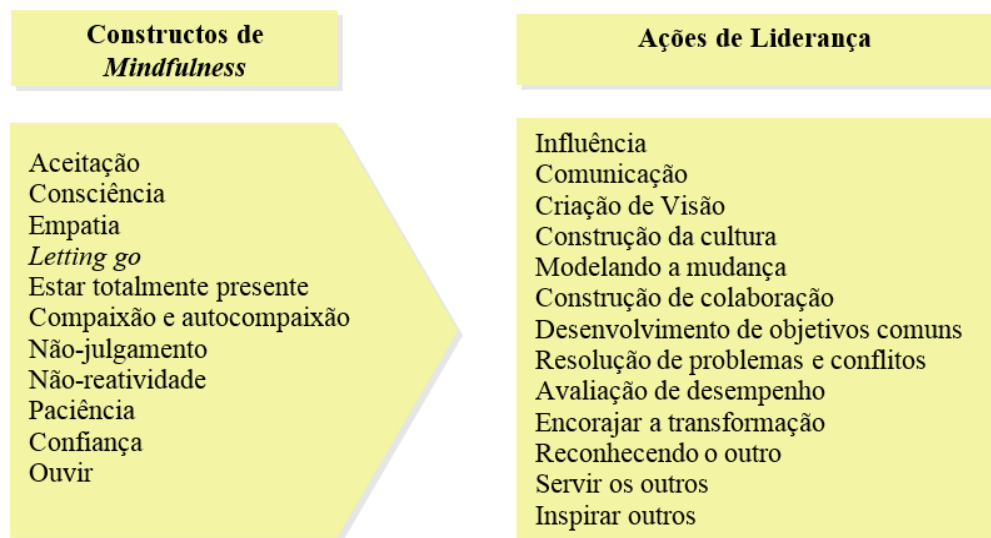 Constructos de
Mindfulness
Aceitação
Consciência
Empatia
Letting go
Estar totalmente presente
Compaixão e autocompaixão
Não-julgamento
Não-reatividade
Paciência
Confiança
Ouvir
Ações de Liderança
Influência
Comunicação
Criação de Visão
Construção da cultura
Modelando a mudança
Construção de colaboração
Desenvolvimento de objetivos comuns
Resolução de problemas e conflitos
Avaliação de desempenho
Encorajar a transformação
Reconhecendo o outro
Servir os outros
Inspirar outros